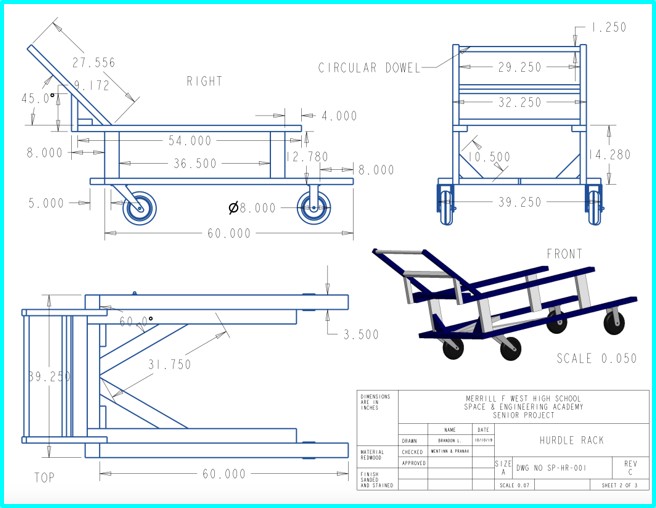 1.250
27.556
CIRCULAR DOWEL
29.250
9.172
RIGHT
45.0°
32.250
4.000
54.000
8.000
36.500
12.780
10.500
14.280
8.000
5.000
Ø8.000
39.250
60.000
FRONT
60.0°
3.500
31.750
SCALE 0.050
39.250
TOP
60.000
DIMENSIONS
ARE IN
INCHES
MERRILL F WEST HIGH SCHOOL
SPACE & ENGINEERING ACADEMY
SENIOR PROJECT
NAME DATE
HURDLE RACK
DRAWN BRANDON L. 10/10/19
MATERIAL
REDWOOD
CHECKED MENTINA & PRANAV
APPROVED
SIZE
A
DWG NO SP-HR-001
REV
C
FINISH
SANDED
AND STAINED
SCALE 0.07
SHEET 2 OF 3